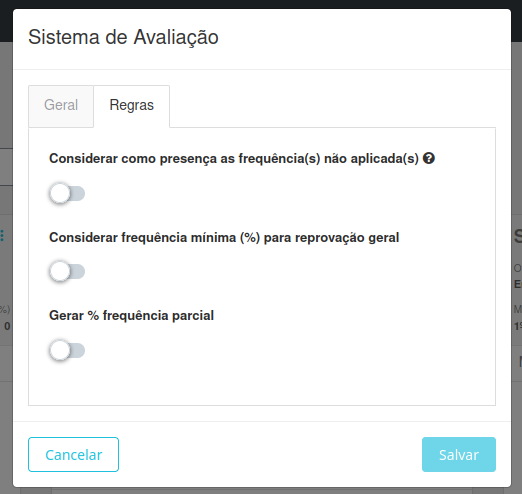 Sistema de Avaliação
Geral
Regras
Considerar como presença as frequência(s) não aplicada(s)
Considerar frequência mínima (%) para reprovação geral
Gerar % frequência parcial
%)
0
Cancelar
Salvar